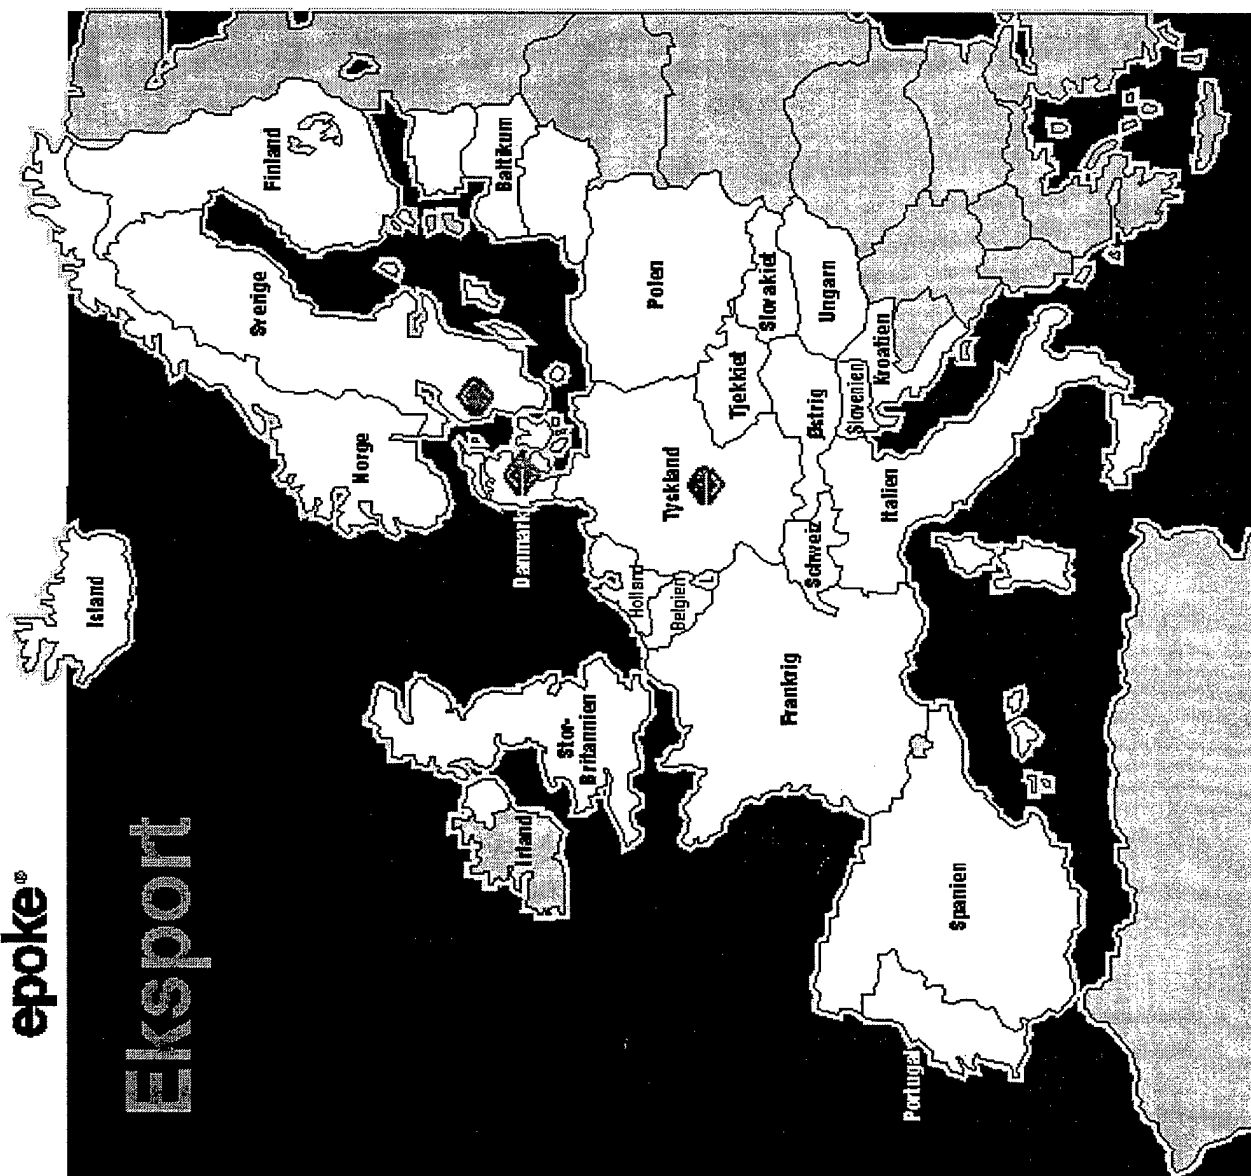 epoke®
Eksport
Island
Norge
Sverige
Finland
Baltikum
Danmark
Irland
Stor-
Britannien
Holland
Belgien
Tyskland
Polen
Tjekkiet
Slovakiet
Frankrig
Schweiz
Østrig
Ungarn
Slovenien
Kroatien
Italien
Portugal
Spanien